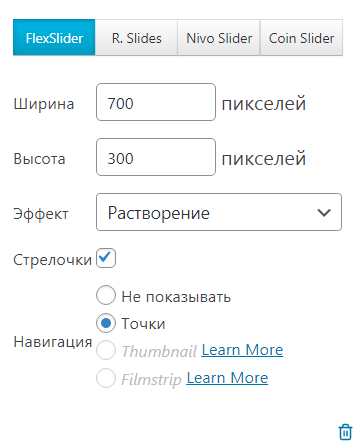 FlexSlider R. Slides Nivo Slider Coin Slider
Ширина 700 пикселей
Высота 300 пикселей
Эффект Растворение
Стрелочки
Не показывать
Точки
Навигация
Thumbnail Learn More
Filmstrip Learn More